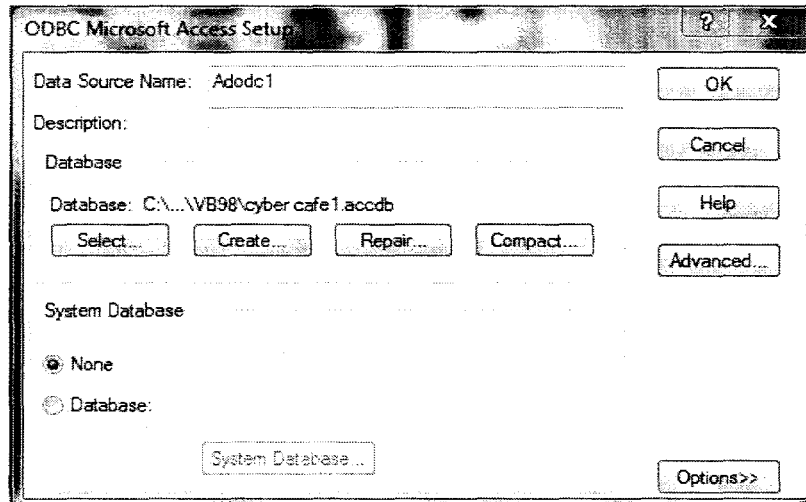 ODBC Microsoft Access Setup
Data Source Name: Adodc1
OK
Description:
Cancel
Database
Database: C:\...\VB98\cyber cafe1.accdb
Help
Select... Create... Repair... Compact...
Advanced...
System Database
None
Database:
System Database...
Options>>